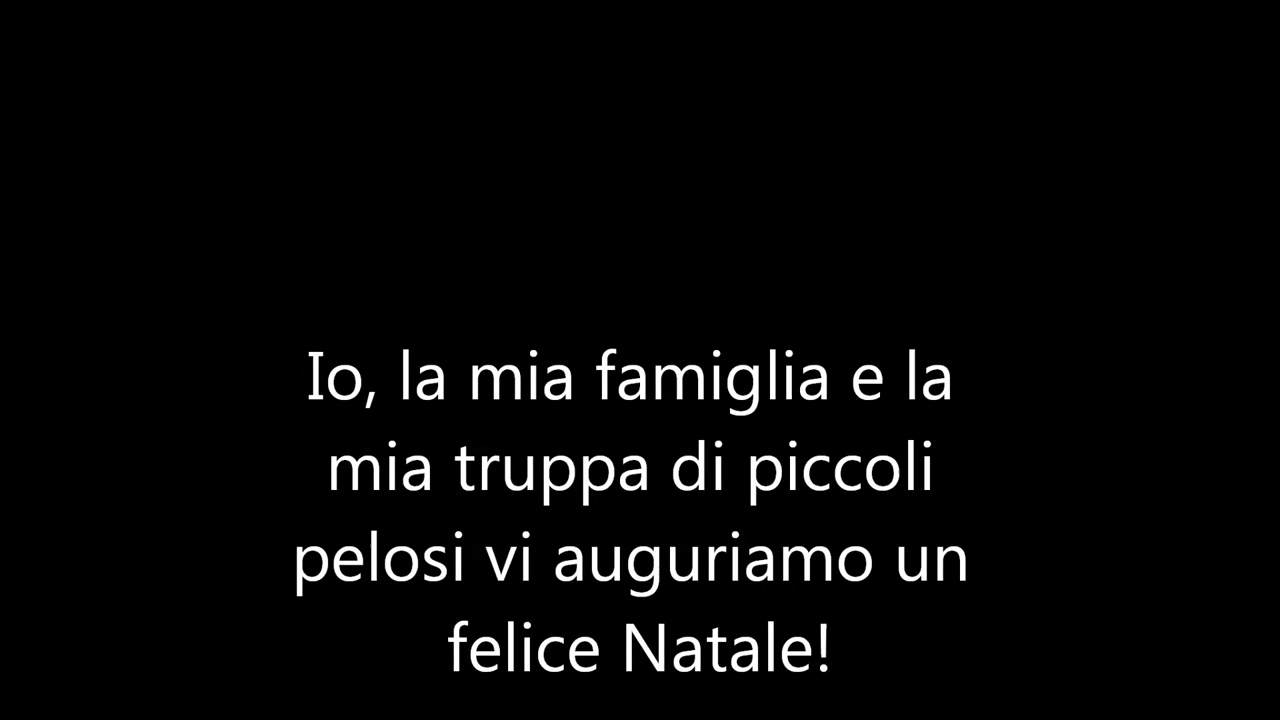 Io, la mia famiglia e la
mia truppa di piccoli
pelosi vi auguriamo un
felice Natale!